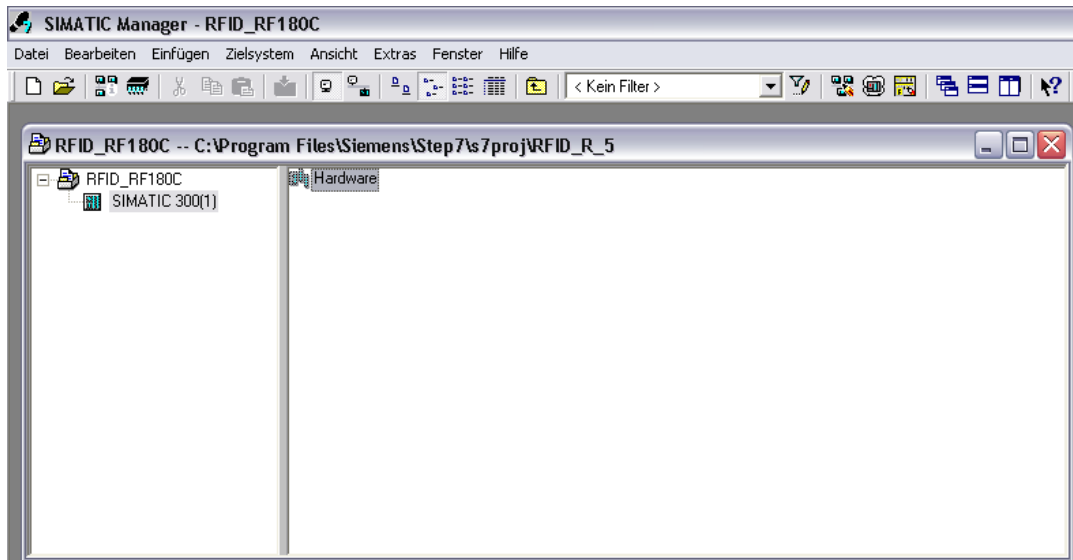 SIMATIC Manager - RFID_RF180C
Datei Bearbeiten Einfügen Zielsystem Ansicht Extras Fenster Hilfe
< Kein Filter >
RFID_RF180C -- C:\Program Files\Siemens\Step7\s7proj\RFID_R_5
RFID_RF180C
Hardware
SIMATIC 300(1)